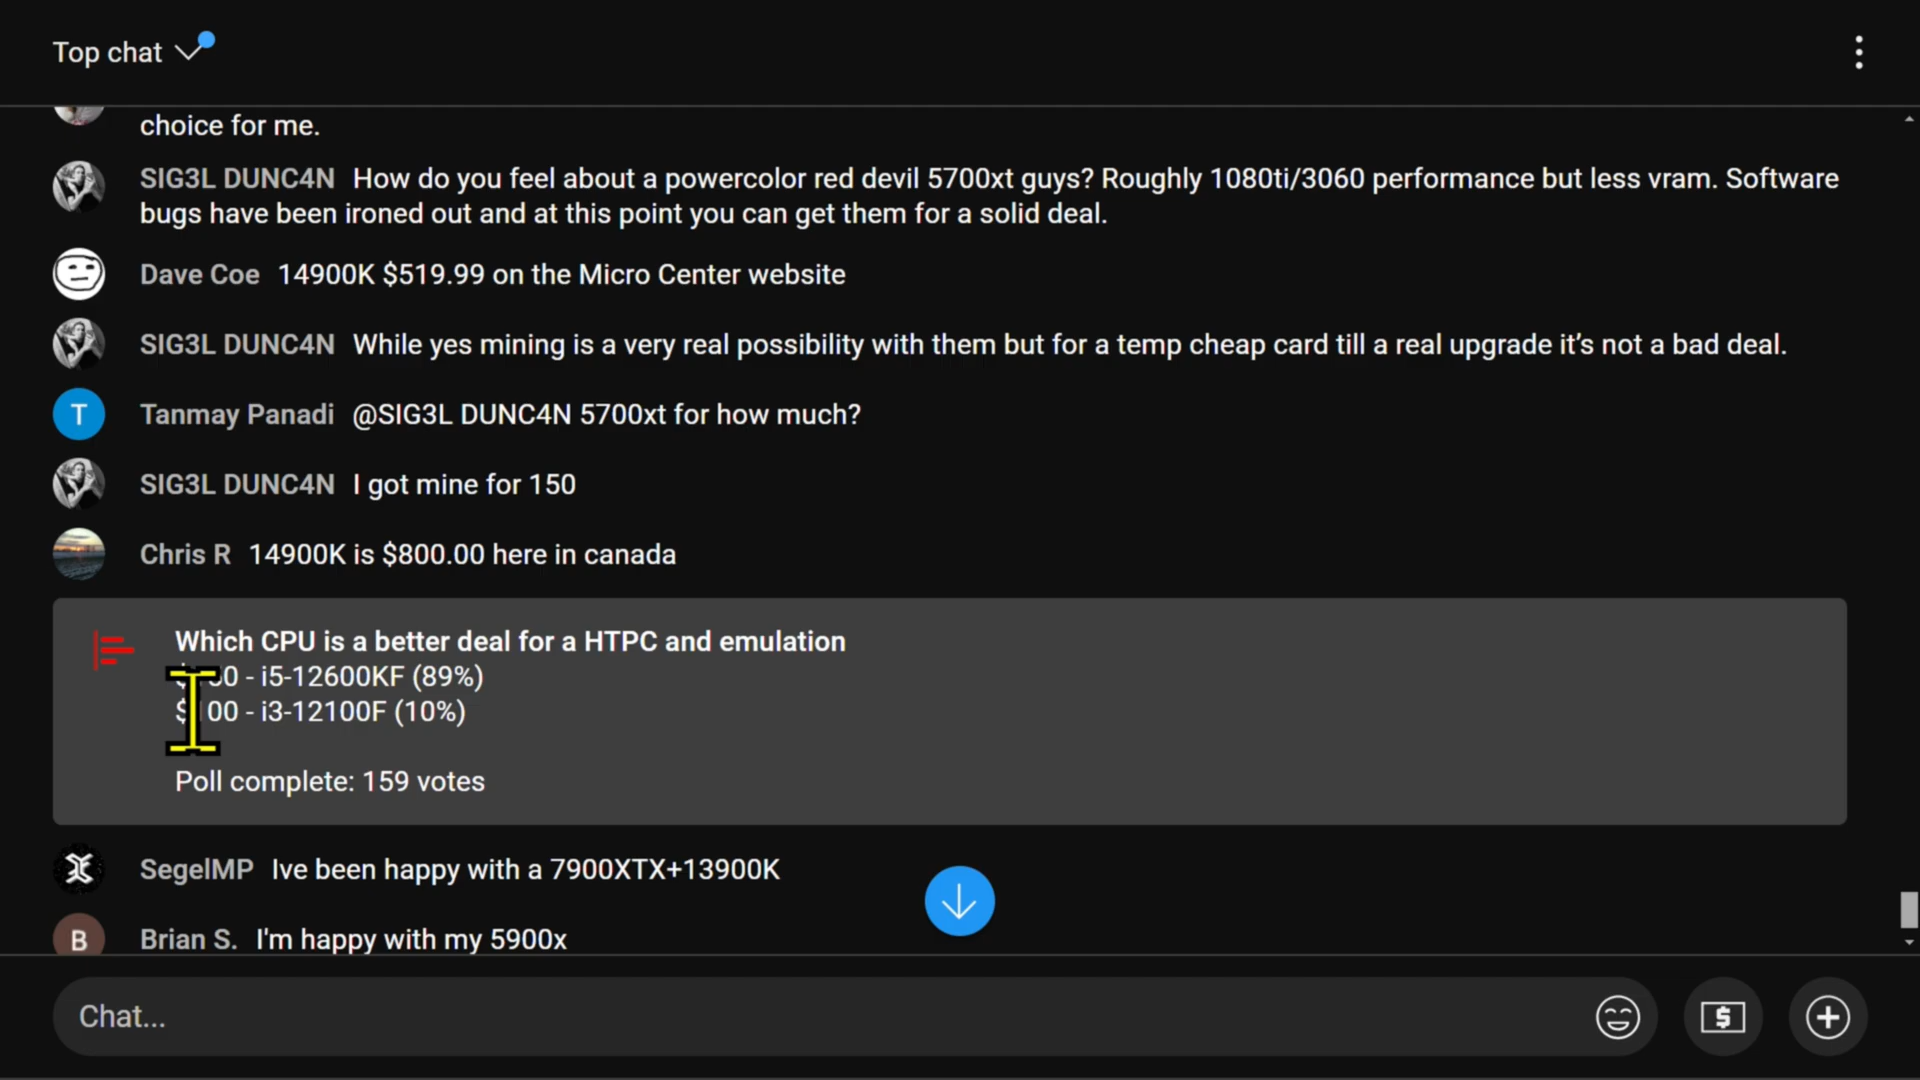 Top chat
choice for me.
SIG3L DUNC4N How do you feel about a powercolor red devil 5700xt guys? Roughly 1080ti/3060 performance but less vram. Software
bugs have been ironed out and at this point you can get them for a solid deal.
Dave Coe 14900K $519.99 on the Micro Center website
SIG3L DUNC4N While yes mining is a very real possibility with them but for a temp cheap card till a real upgrade it’s not a bad deal.
T Tanmay Panadi @SIG3L DUNC4N 5700xt for how much?
SIG3L DUNC4N I got mine for 150
Chris R 14900K is $800.00 here in canada
Which CPU is a better deal for a HTPC and emulation
- i5-12600KF (89%)
- i3-12100F (10%)
Poll complete: 159 votes
SegelMP Ive been happy with a 7900XTX+13900K
B Brian S. I'm happy with my 5900x
Chat...
$